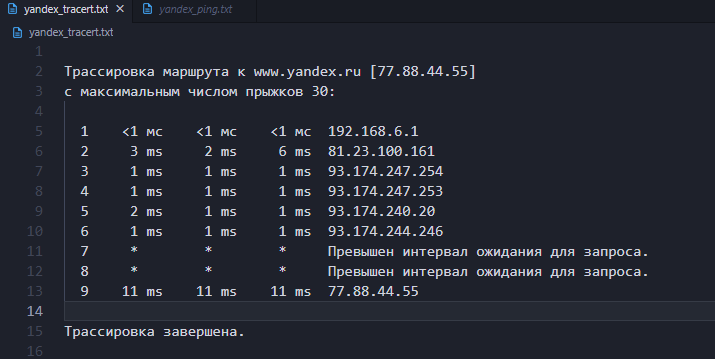 yandex_tracert.txt × yandex_ping.txt
yandex_tracert.txt
1
2 Трассировка маршрута к www.yandex.ru [77.88.44.55]
3 с максимальным числом прыжков 30:
4
5 1 <1 мс <1 мс <1 мс 192.168.6.1
6 2 3 ms 2 ms 6 ms 81.23.100.161
7 3 1 ms 1 ms 1 ms 93.174.247.254
8 4 1 ms 1 ms 1 ms 93.174.247.253
9 5 2 ms 1 ms 1 ms 93.174.240.20
10 6 1 ms 1 ms 1 ms 93.174.244.246
11 7 * * * Превышен интервал ожидания для запроса.
12 8 * * * Превышен интервал ожидания для запроса.
13 9 11 ms 11 ms 11 ms 77.88.44.55
14
15 Трассировка завершена.
16